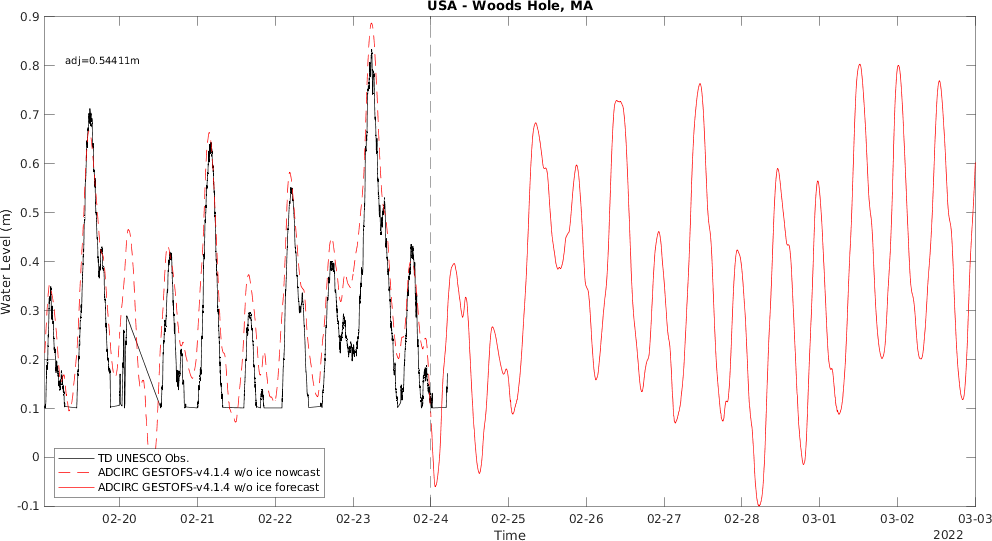 USA - Woods Hole, MA
adj=0.54411m
Water Level (m)
0.9
0.8
0.7
0.6
0.5
0.4
0.3
0.2
0.1
0
-0.1
TD UNESCO Obs.
ADCIRC GESTOFS-v4.1.4 w/o ice nowcast
ADCIRC GESTOFS-v4.1.4 w/o ice forecast
02-20 02-21 02-22 02-23 02-24 02-25 02-26 02-27 02-28 03-01 03-02 03-03
Time
2022